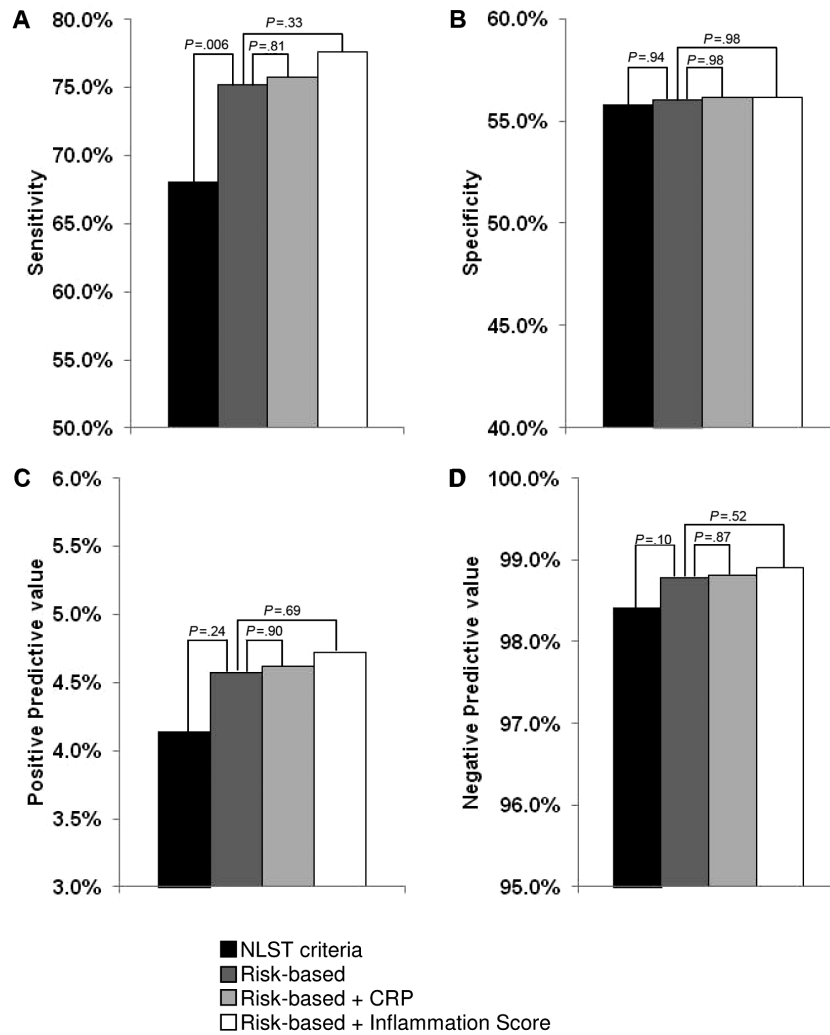 A
80.0%
75.0%
70.0%
65.0%
60.0%
55.0%
50.0%
Sensitivity
P=.33
P=.006
P=.81
B
60.0%
55.0%
50.0%
45.0%
40.0%
Specificity
P=.98
P=.94
P=.98
C
6.0%
5.5%
5.0%
4.5%
4.0%
3.5%
3.0%
Positive Predictive value
P=.69
P=.24
P=.90
D
100.0%
99.0%
98.0%
97.0%
96.0%
95.0%
Negative Predictive value
P=.52
P=.10
P=.87
NLST criteria
Risk-based
Risk-based + CRP
Risk-based + Inflammation Score